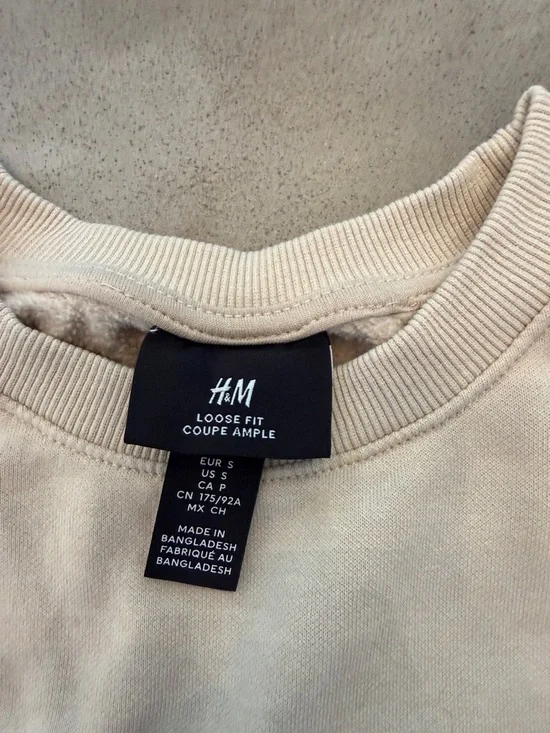 H&M
LOOSE FIT
COUPE AMPLE
EUR S
US S
CA P
CN 175/92A
MX CH
MADE IN
BANGLADESH
FABRIQUÉ AU
BANGLADESH